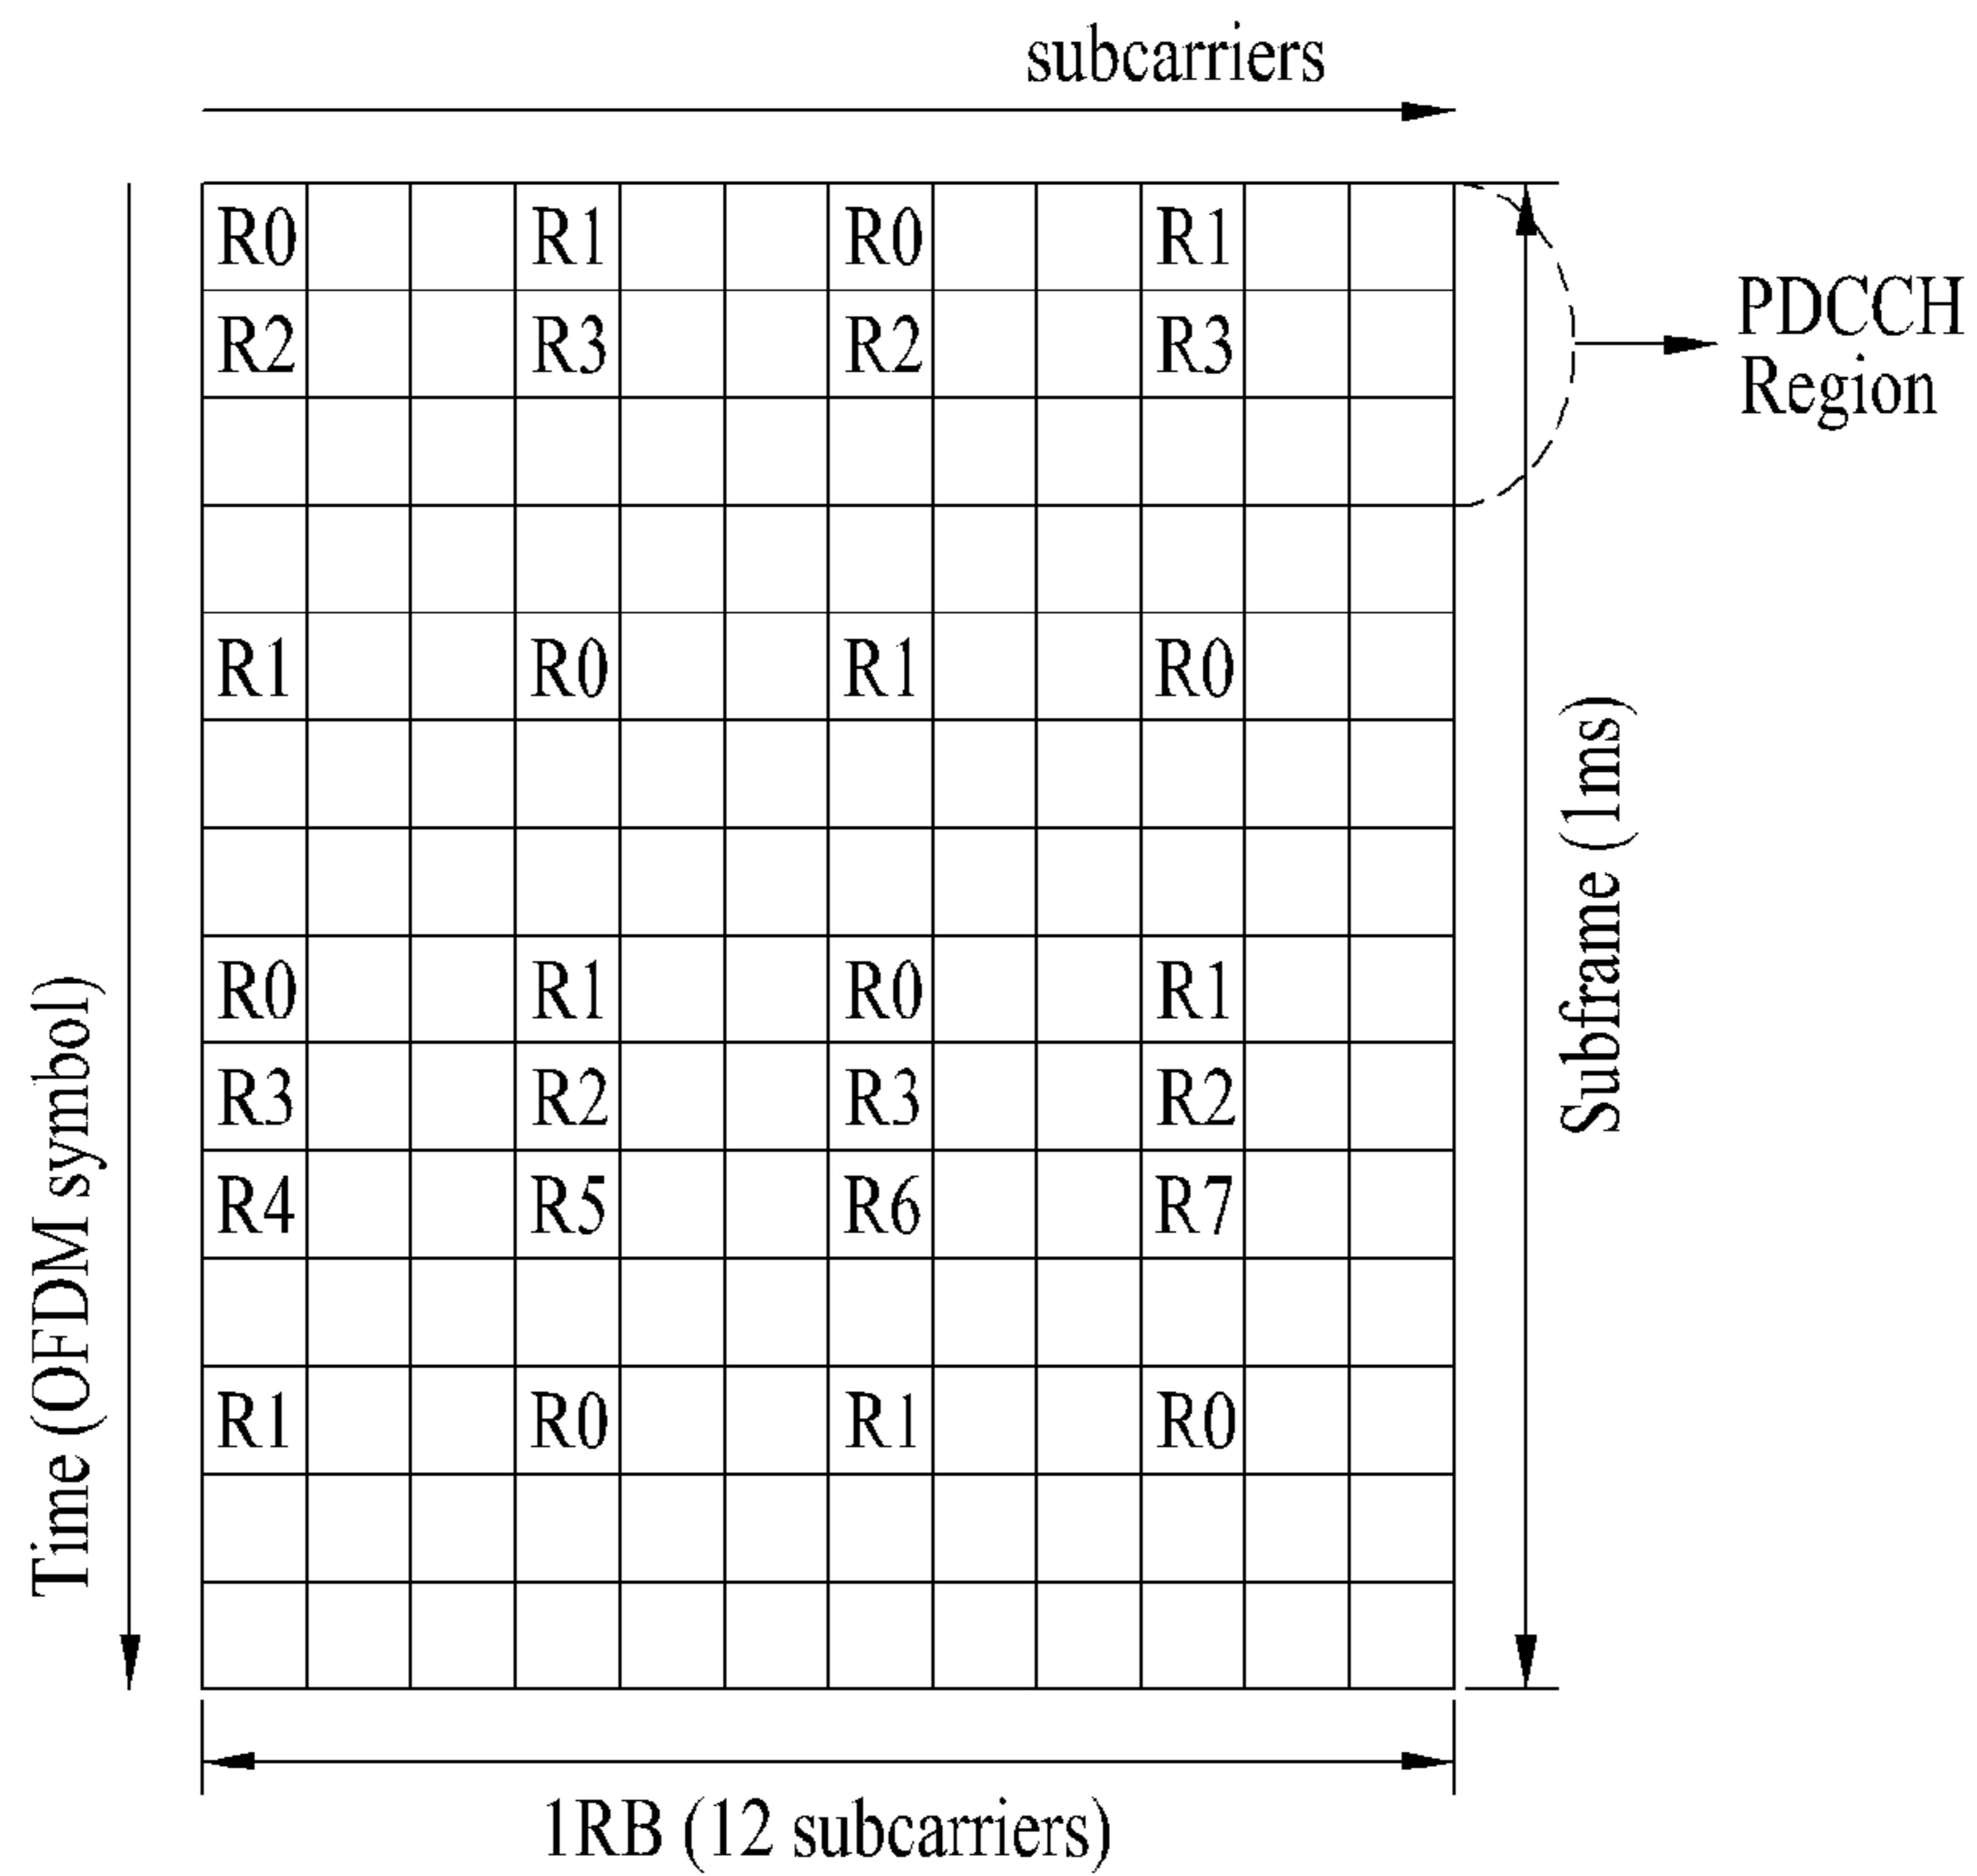 subcarriers
R0 R1 R0 R1
R2 R3 R2 R3
PDCCH
Region
R1 R0 R1 R0
R0 R1 R0 R1
R3 R2 R3 R2
R4 R5 R6 R7
R1 R0 R1 R0
Time (OFDM symbol)
Subframe (1ms)
1RB (12 subcarriers)